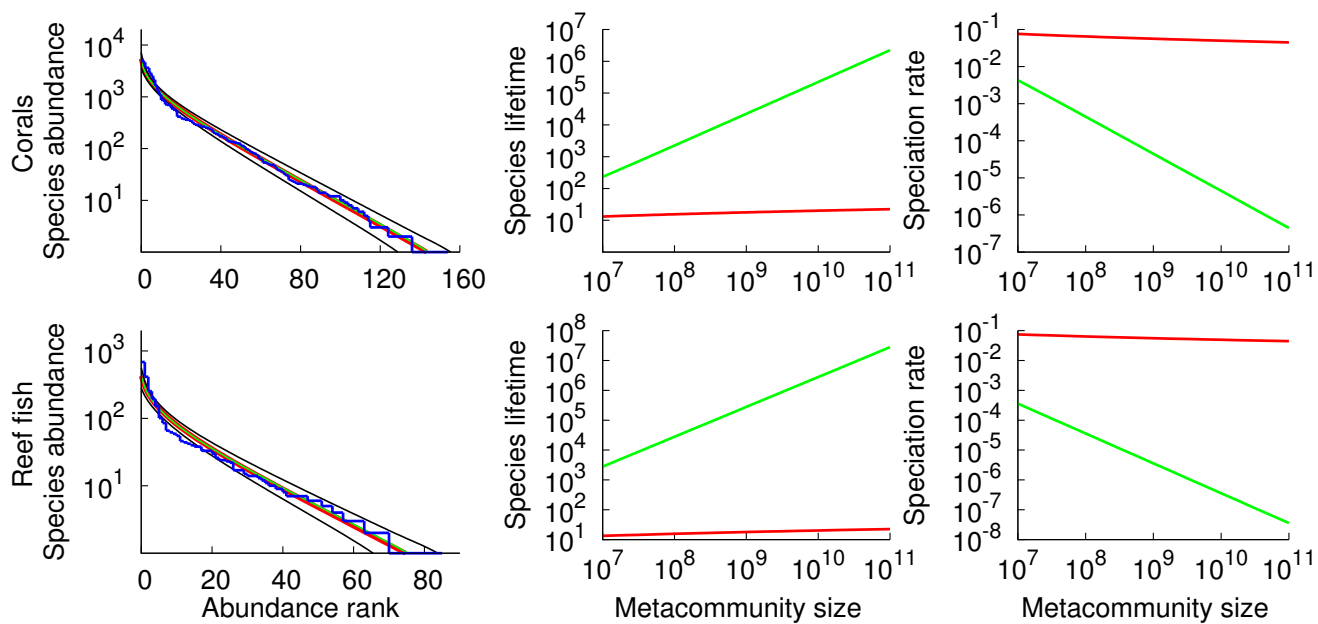 Corals
Species abundance
10^4
10^3
10^2
10^1
0 40 80 120 160
Species lifetime
10^7
10^6
10^5
10^4
10^3
10^2
10^1
10^7 10^8 10^9 10^10 10^11
Speciation rate
10^-1
10^-2
10^-3
10^-4
10^-5
10^-6
10^-7
10^7 10^8 10^9 10^10 10^11
Reef fish
Species abundance
10^3
10^2
10^1
0 20 40 60 80
Abundance rank
Species lifetime
10^8
10^7
10^6
10^5
10^4
10^3
10^2
10^1
10^7 10^8 10^9 10^10 10^11
Metacommunity size
Speciation rate
10^-1
10^-2
10^-3
10^-4
10^-5
10^-6
10^-7
10^-8
10^7 10^8 10^9 10^10 10^11
Metacommunity size